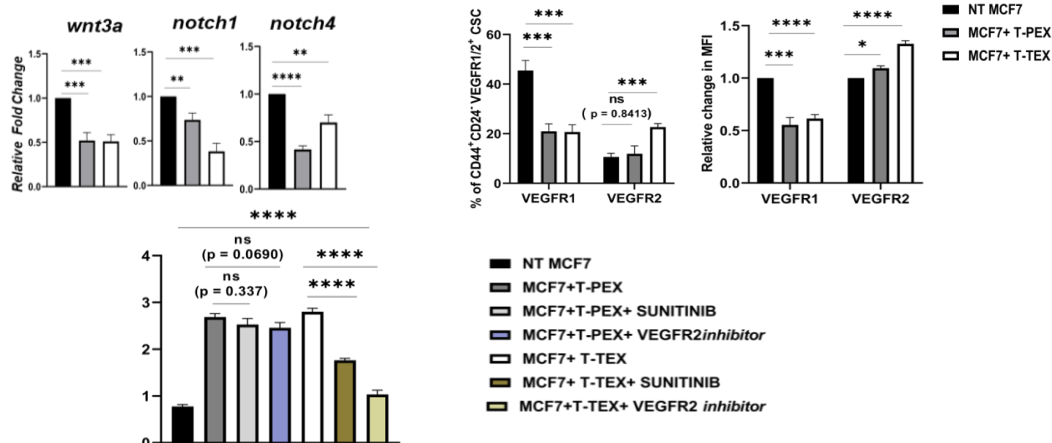 wnt3a
notch1
notch4
Relative Fold Change
1.5
1.0
0.5
0.0
***
***
1.5
1.0
0.5
0.0
***
**
1.5
1.0
0.5
0.0
**
****
% of CD44+CD24- VEGFR1/2+ CSC
60
40
20
0
***
***
***
ns
( p = 0.8413)
VEGFR1
VEGFR2
Relative change in MFI
1.5
1.0
0.5
0.0
****
***
****
*
VEGFR1
VEGFR2
NT MCF7
MCF7+ T-PEX
MCF7+ T-TEX
****
ns
(p = 0.0690)
ns
(p = 0.337)
****
****
4
3
2
1
0
NT MCF7
MCF7+T-PEX
MCF7+T-PEX+ SUNITINIB
MCF7+T-PEX+ VEGFR2inhibitor
MCF7+ T-TEX
MCF7+ T-TEX+ SUNITINIB
MCF7+T-TEX+ VEGFR2 inhibitor